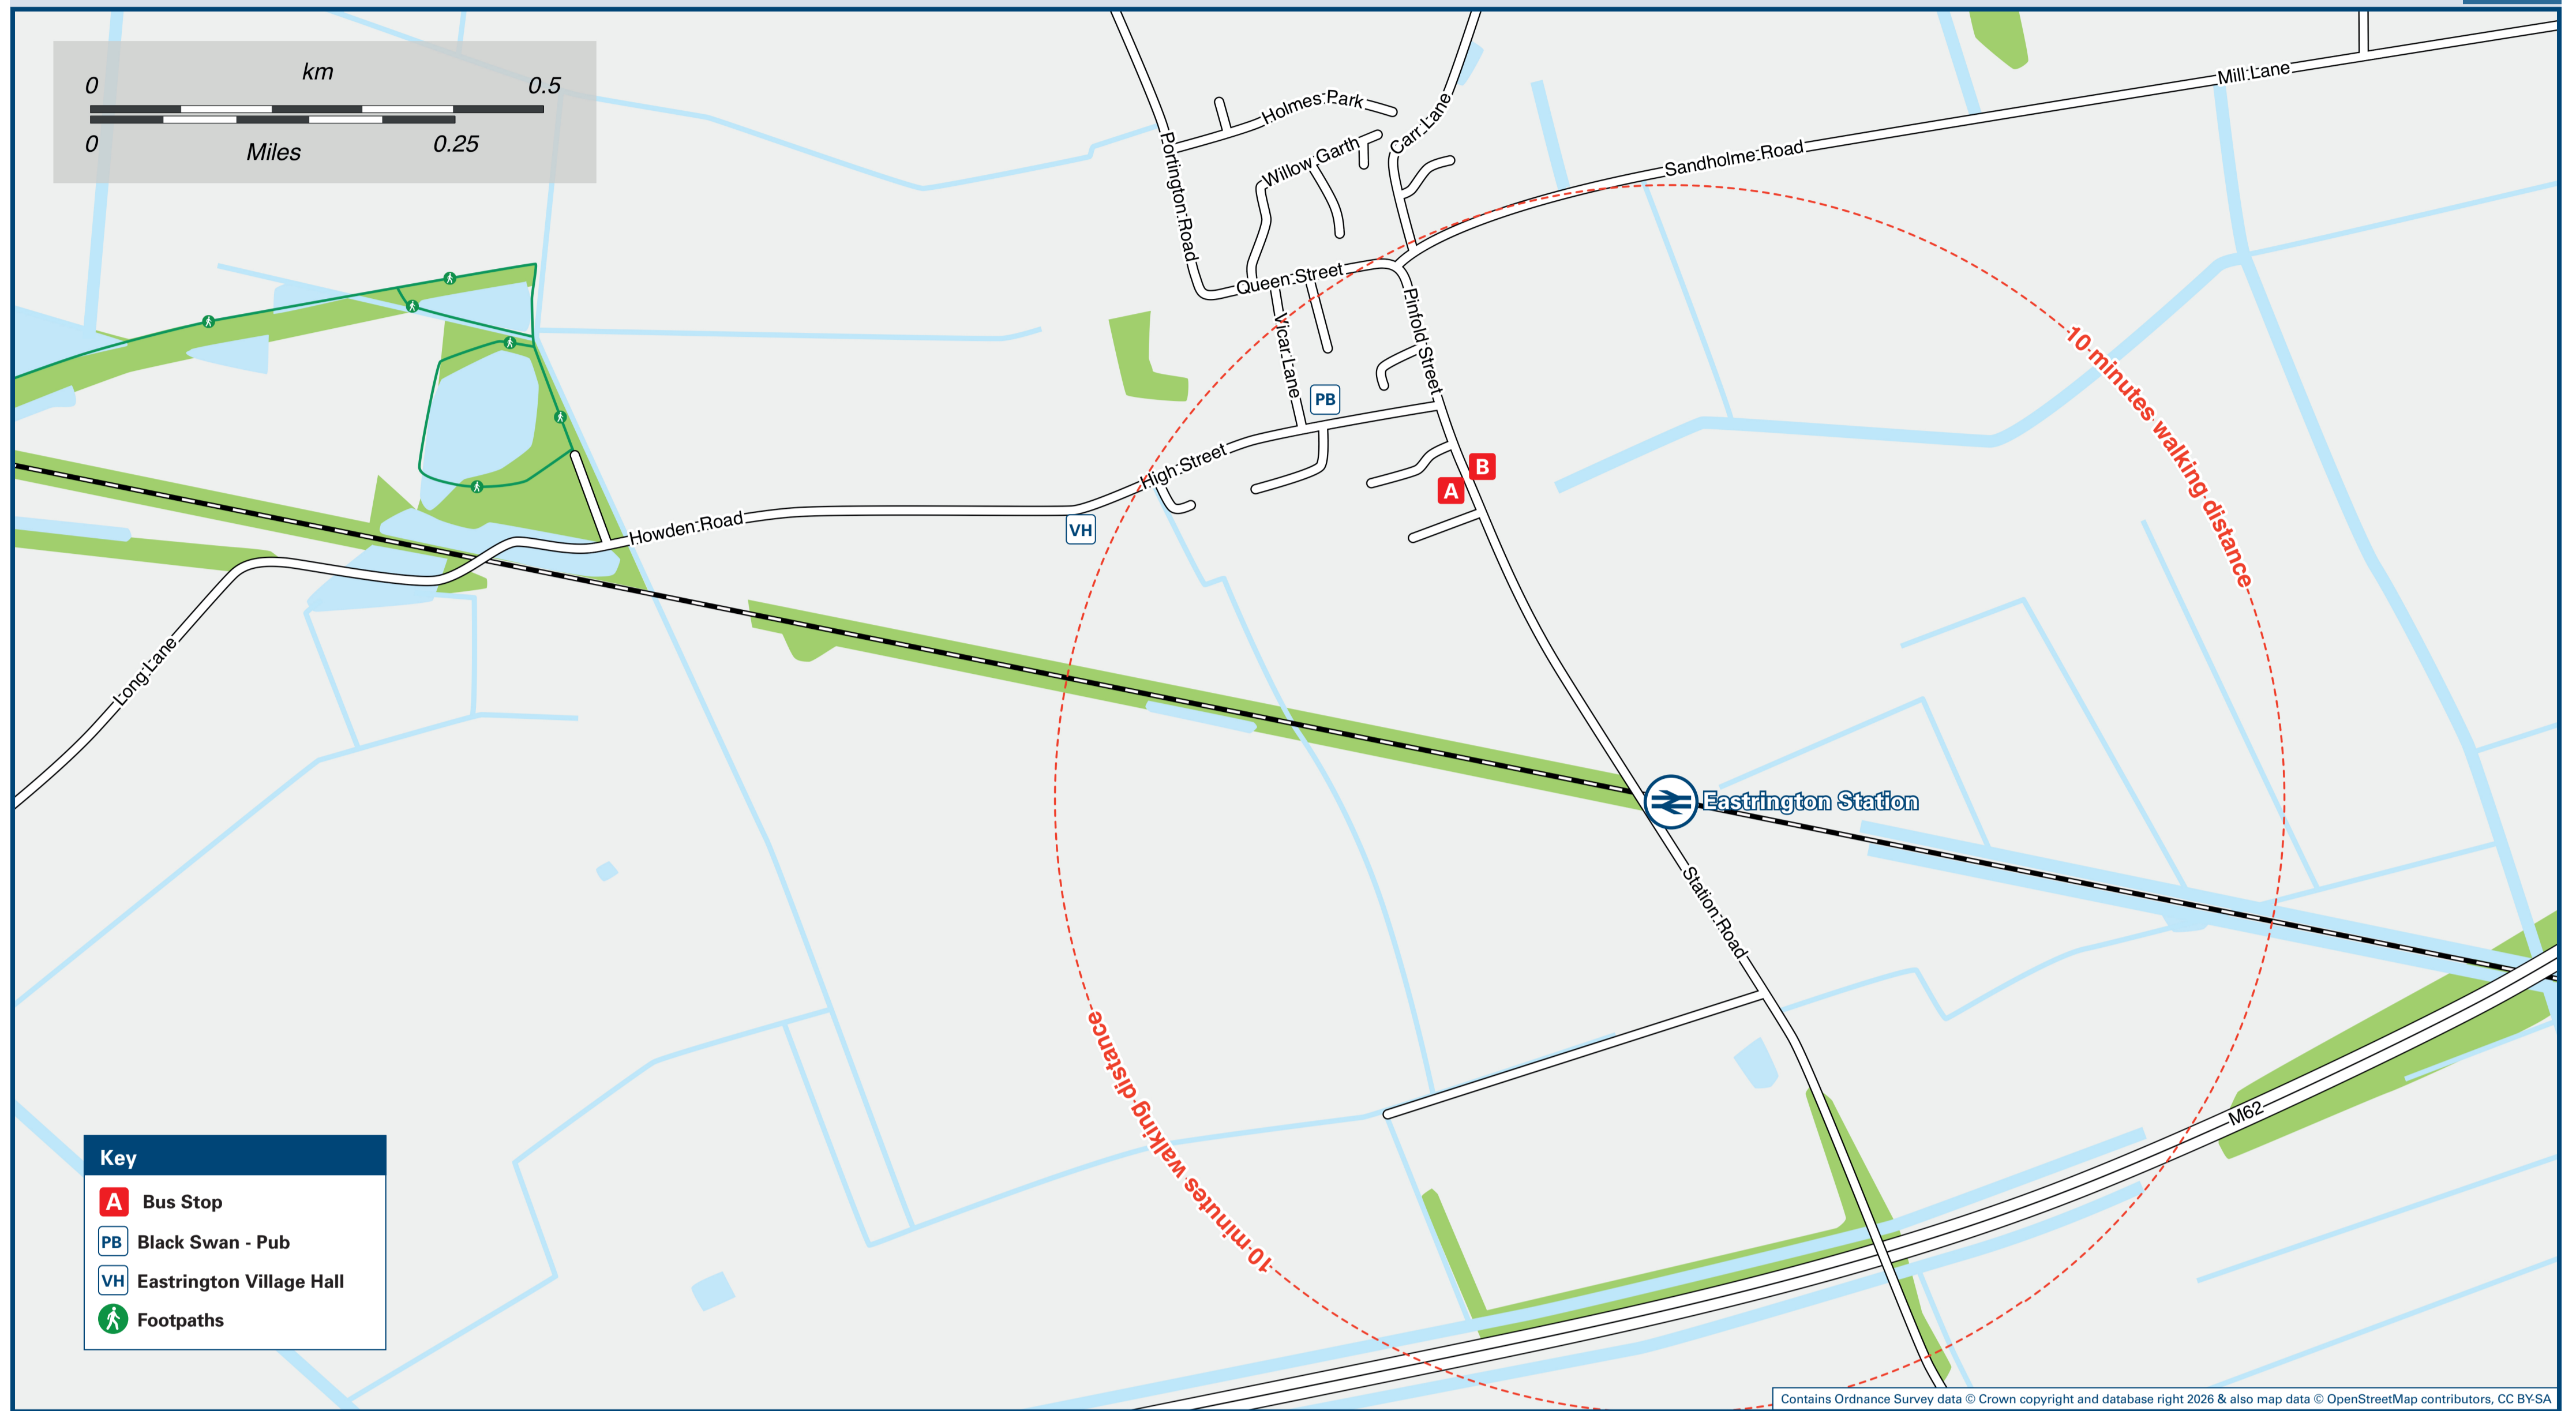 km
0 0.5
0 0.25
Miles
Holmes Park
Carr Lane
Willow Garth
Portington Road
Mill Lane
Sandholme Road
Queen Street
Pinfold Street
Vicar Lane
PB
10 minutes walking distance
High Street
B
A
Howden Road
VH
Long Lane
Eastrington Station
Station Road
10 minutes walking distance
M62
Key
A Bus Stop
PB Black Swan - Pub
VH Eastrington Village Hall
Footpaths
Contains Ordnance Survey data © Crown copyright and database right 2026 & also map data © OpenStreetMap contributors, CC BY-SA